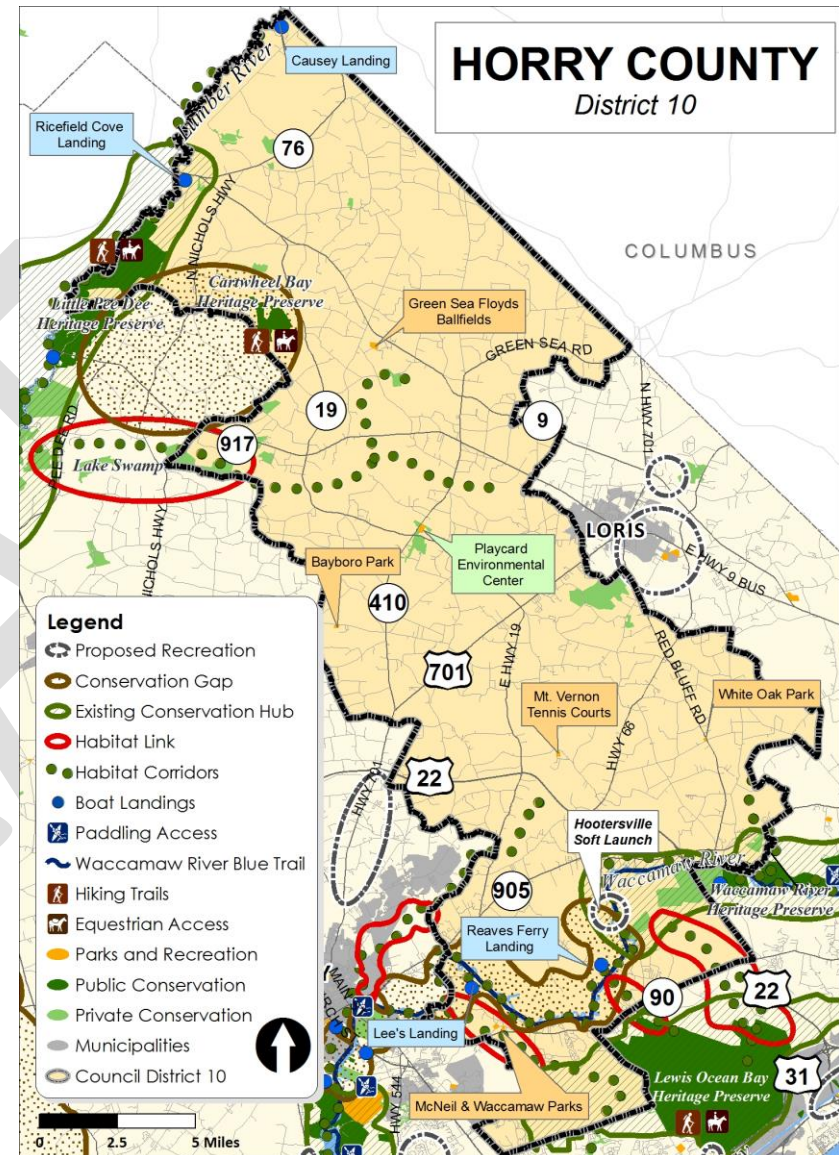 HORRY COUNTY
District 10
Causey Landing
Lumber River
Ricefield Cove
Landing
76
N NICHOLS HWY
COLUMBUS
Cartwheel Bay
Heritage Preserve
Little Pee Dee
Heritage Preserve
Green Sea Floyds
Ballfields
GREEN SEA RD
N HWY 701
19
9
917
PEE DEE RD
Lake Swamp
NICHOLS HWY
LORIS
E HWY 9 BUS
Playcard
Environmental
Center
Bayboro Park
410
E HWY 19
RED BLUFF RD
701
Mt. Vernon
Tennis Courts
White Oak Park
HWY 66
22
HWY 701
Hootersville
Soft Launch
Waccamaw River
Waccamaw River
Heritage Preserve
905
Reaves Ferry
Landing
90
22
MAIN
Lee's Landing
31
Lewis Ocean Bay
Heritage Preserve
McNeil & Waccamaw Parks
HWY 544
Legend
Proposed Recreation
Conservation Gap
Existing Conservation Hub
Habitat Link
Habitat Corridors
Boat Landings
Paddling Access
Waccamaw River Blue Trail
Hiking Trails
Equestrian Access
Parks and Recreation
Public Conservation
Private Conservation
Municipalities
Council District 10
0 2.5 5 Miles